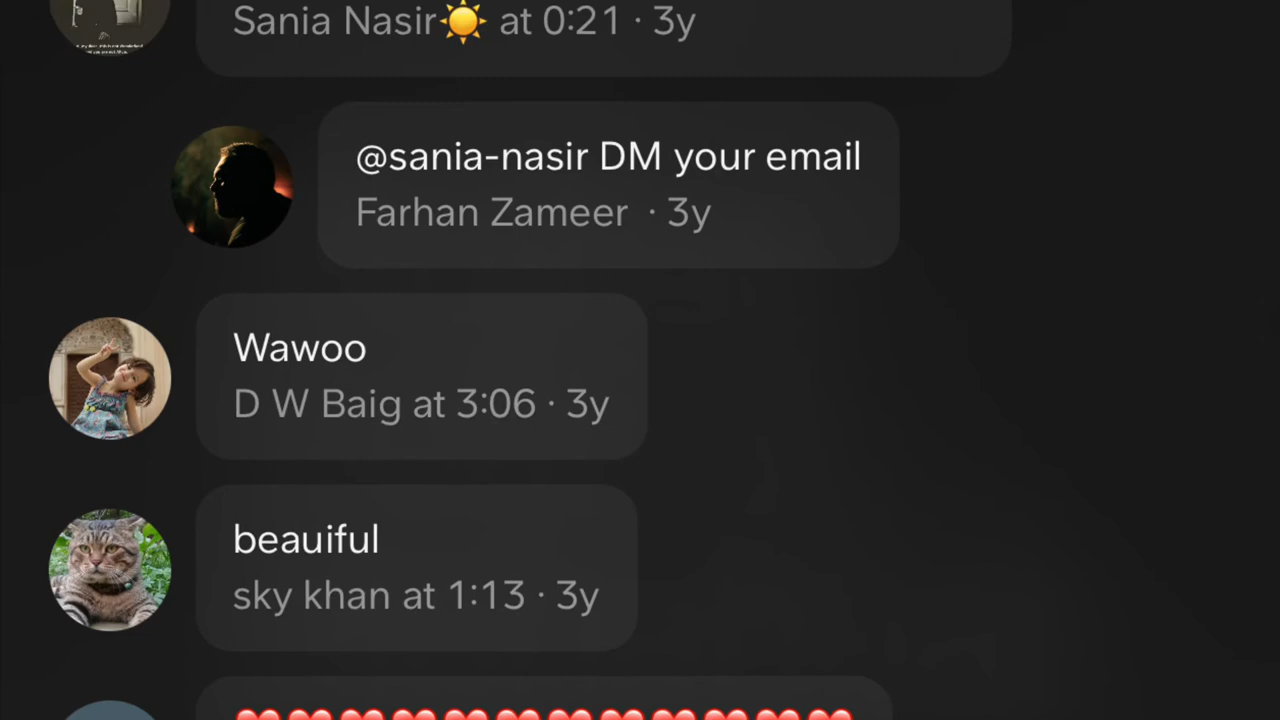 Sania Nasir☀️ at 0:21 · 3y
@sania-nasir DM your email
Farhan Zameer · 3y
Wawoo
D W Baig at 3:06 · 3y
beauiful
sky khan at 1:13 · 3y
❤️❤️❤️❤️❤️❤️❤️❤️❤️❤️❤️❤️